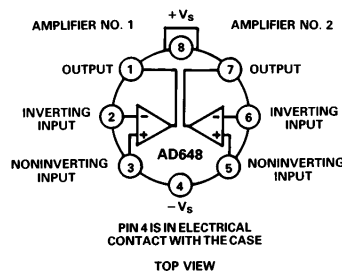 +VS
AMPLIFIER NO. 1
AMPLIFIER NO. 2
8
OUTPUT
1
7
OUTPUT
INVERTING
INPUT
2
−
−
6
INVERTING
INPUT
+
+
AD648
NONINVERTING
INPUT
3
5
NONINVERTING
INPUT
4
−VS
PIN 4 IS IN ELECTRICAL
CONTACT WITH THE CASE
TOP VIEW